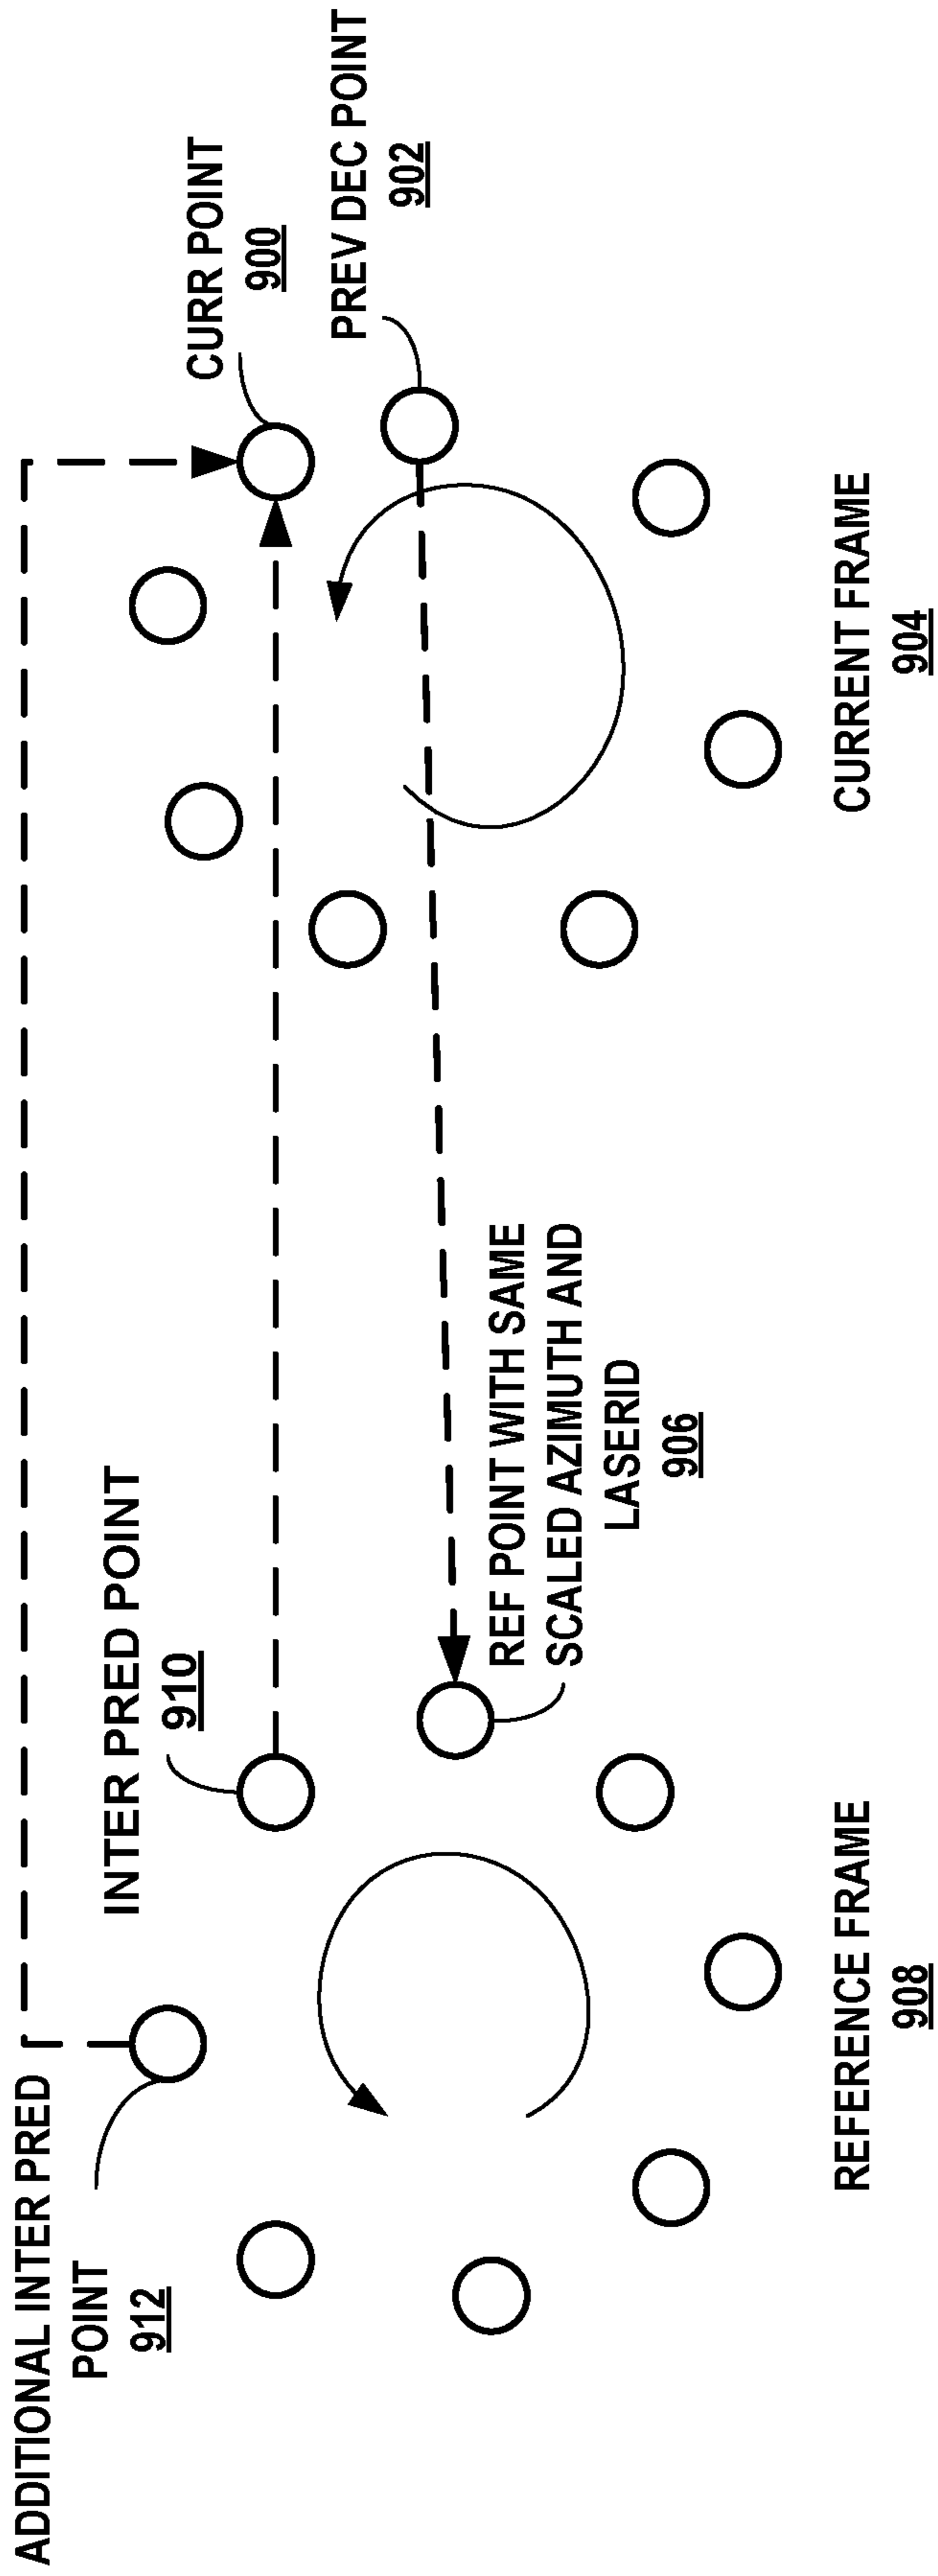 ADDITIONAL INTER PRED
POINT
912
INTER PRED POINT
910
CURR POINT
900
PREV DEC POINT
902
REF POINT WITH SAME
SCALED AZIMUTH AND
LASERID
906
REFERENCE FRAME
908
CURRENT FRAME
904